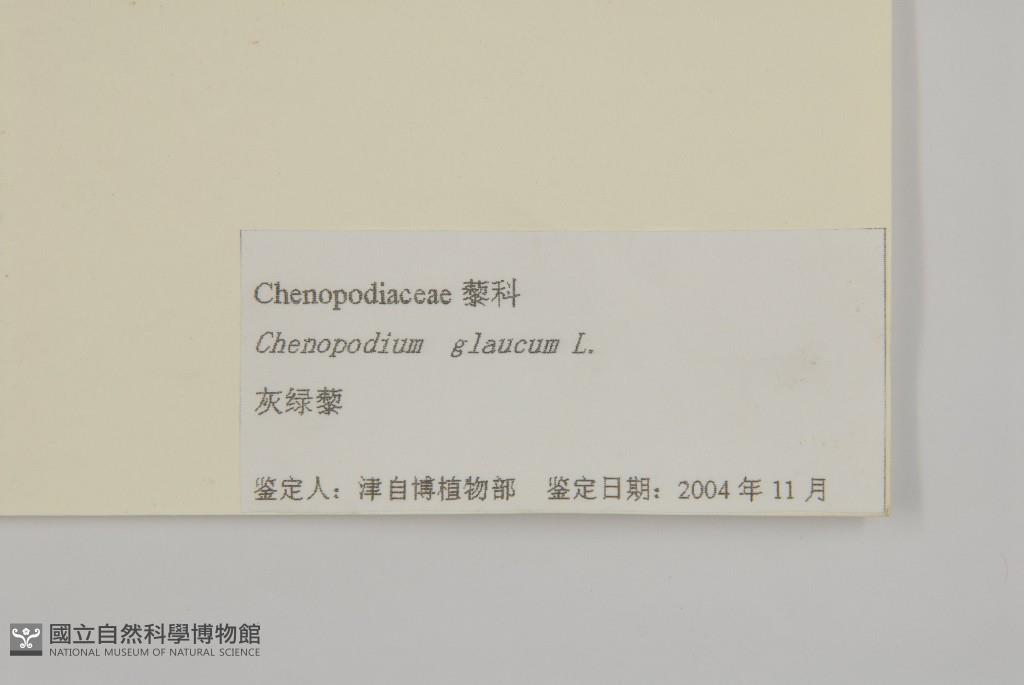 Chenopodiaceae 藜科
Chenopodium glaucum L.
灰绿藜
鉴定人：津自博植物部 鉴定日期：2004 年 11 月
國立自然科學博物館
NATIONAL MUSEUM OF NATURAL SCIENCE